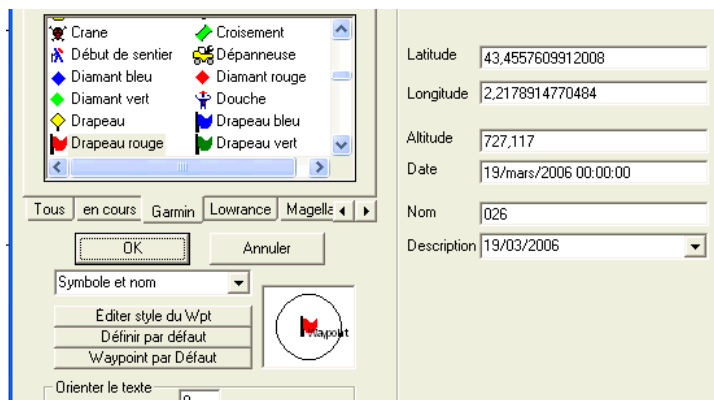 Crane Croisement
Début de sentier Dépanneuse
Diamant bleu Diamant rouge
Diamant vert Douche
Drapeau Drapeau bleu
Drapeau rouge Drapeau vert
Tous en cours Garmin Lowrance Magella
OK Annuler
Symbole et nom
Éditer style du Wpt
Définir par défaut
Waypoint par Défaut
Waypoint
Orienter le texte
Latitude 43,4557609912008
Longitude 2,2178914770484
Altitude 727,117
Date 19/mars/2006 00:00:00
Nom 026
Description 19/03/2006